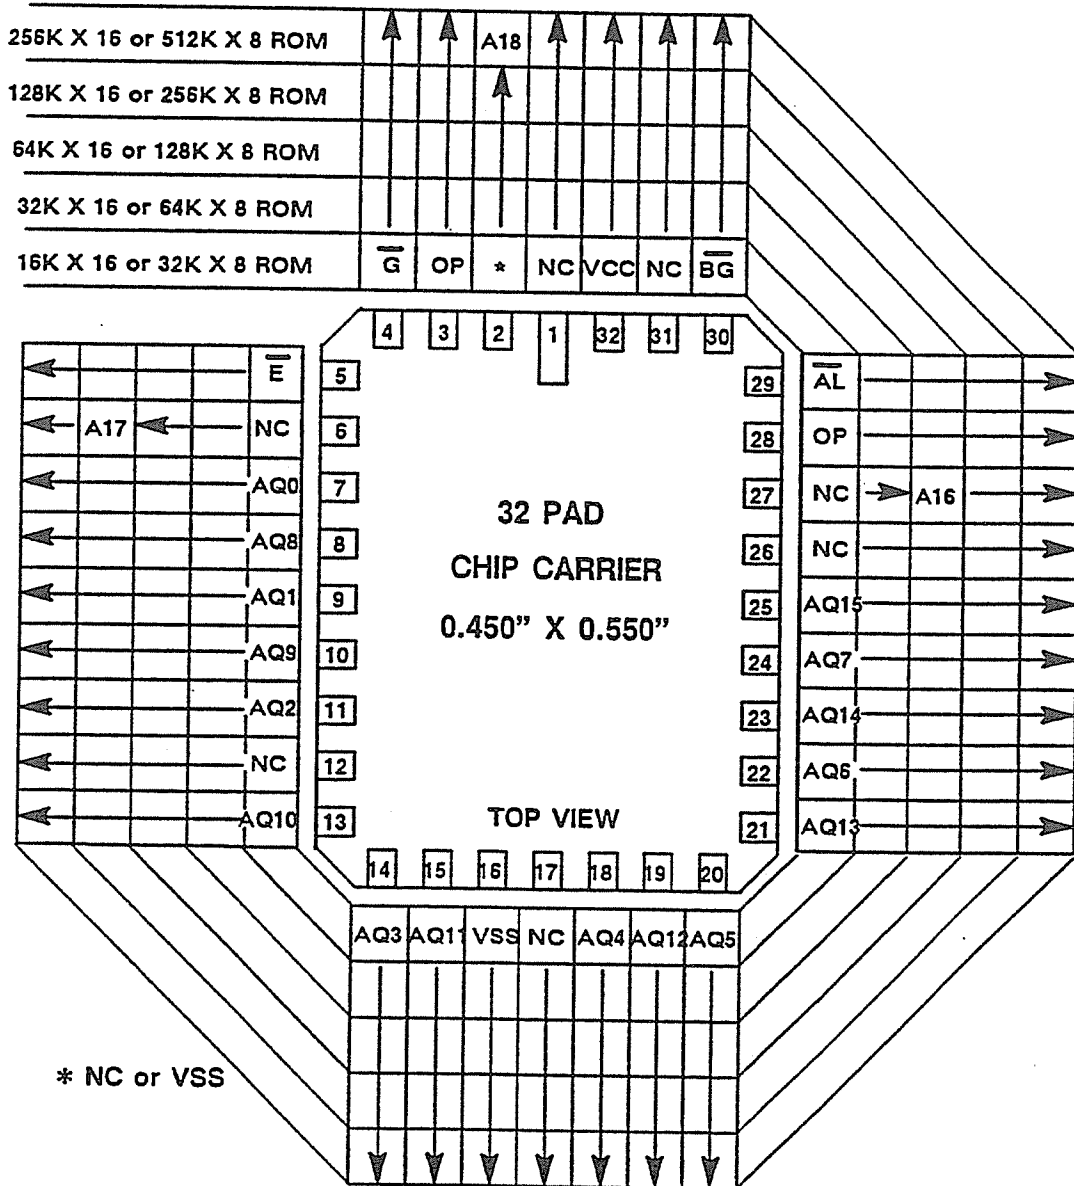 256K X 16 or 512K X 8 ROM
A18
128K X 16 or 256K X 8 ROM
64K X 16 or 128K X 8 ROM
32K X 16 or 64K X 8 ROM
16K X 16 or 32K X 8 ROM
G̅ OP * NC VCC NC B̅G̅
4 3 2 1 32 31 30
E̅ 5 29 A̅L̅
A17 NC 6 28 OP
AQ0 7 27 NC A16
AQ8 8 26 NC
AQ1 9 25 AQ15
AQ9 10 24 AQ7
AQ2 11 23 AQ14
NC 12 22 AQ6
AQ10 13 21 AQ13
32 PAD
CHIP CARRIER
0.450” X 0.550”
TOP VIEW
14 15 16 17 18 19 20
AQ3 AQ11 VSS NC AQ4 AQ12 AQ5
* NC or VSS